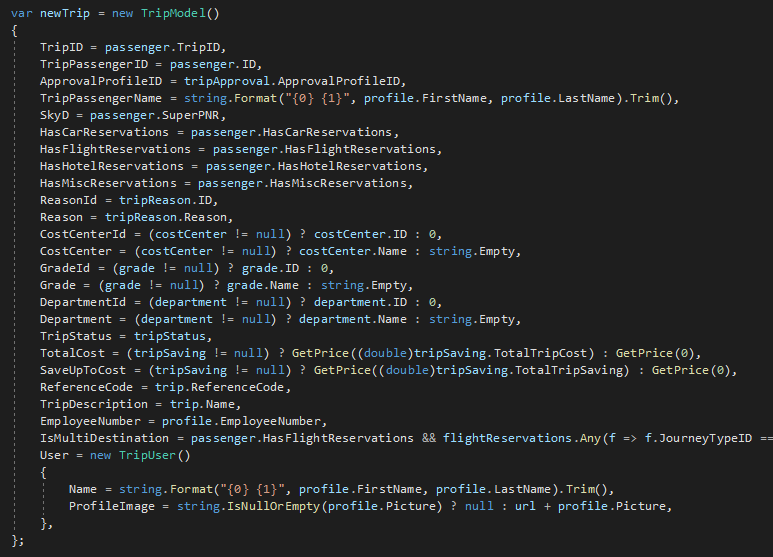 var newTrip = new TripModel()
{
TripID = passenger.TripID,
TripPassengerID = passenger.ID,
ApprovalProfileID = tripApproval.ApprovalProfileID,
TripPassengerName = string.Format("{0} {1}", profile.FirstName, profile.LastName).Trim(),
SkyD = passenger.SuperPNR,
HasCarReservations = passenger.HasCarReservations,
HasFlightReservations = passenger.HasFlightReservations,
HasHotelReservations = passenger.HasHotelReservations,
HasMiscReservations = passenger.HasMiscReservations,
ReasonId = tripReason.ID,
Reason = tripReason.Reason,
CostCenterId = (costCenter != null) ? costCenter.ID : 0,
CostCenter = (costCenter != null) ? costCenter.Name : string.Empty,
GradeId = (grade != null) ? grade.ID : 0,
Grade = (grade != null) ? grade.Name : string.Empty,
DepartmentId = (department != null) ? department.ID : 0,
Department = (department != null) ? department.Name : string.Empty,
TripStatus = tripStatus,
TotalCost = (tripSaving != null) ? GetPrice((double)tripSaving.TotalTripCost) : GetPrice(0),
SaveUpToCost = (tripSaving != null) ? GetPrice((double)tripSaving.TotalTripSaving) : GetPrice(0),
ReferenceCode = trip.ReferenceCode,
TripDescription = trip.Name,
EmployeeNumber = profile.EmployeeNumber,
IsMultiDestination = passenger.HasFlightReservations && flightReservations.Any(f => f.JourneyTypeID ==
User = new TripUser()
{
Name = string.Format("{0} {1}", profile.FirstName, profile.LastName).Trim(),
ProfileImage = string.IsNullOrEmpty(profile.Picture) ? null : url + profile.Picture,
},
};